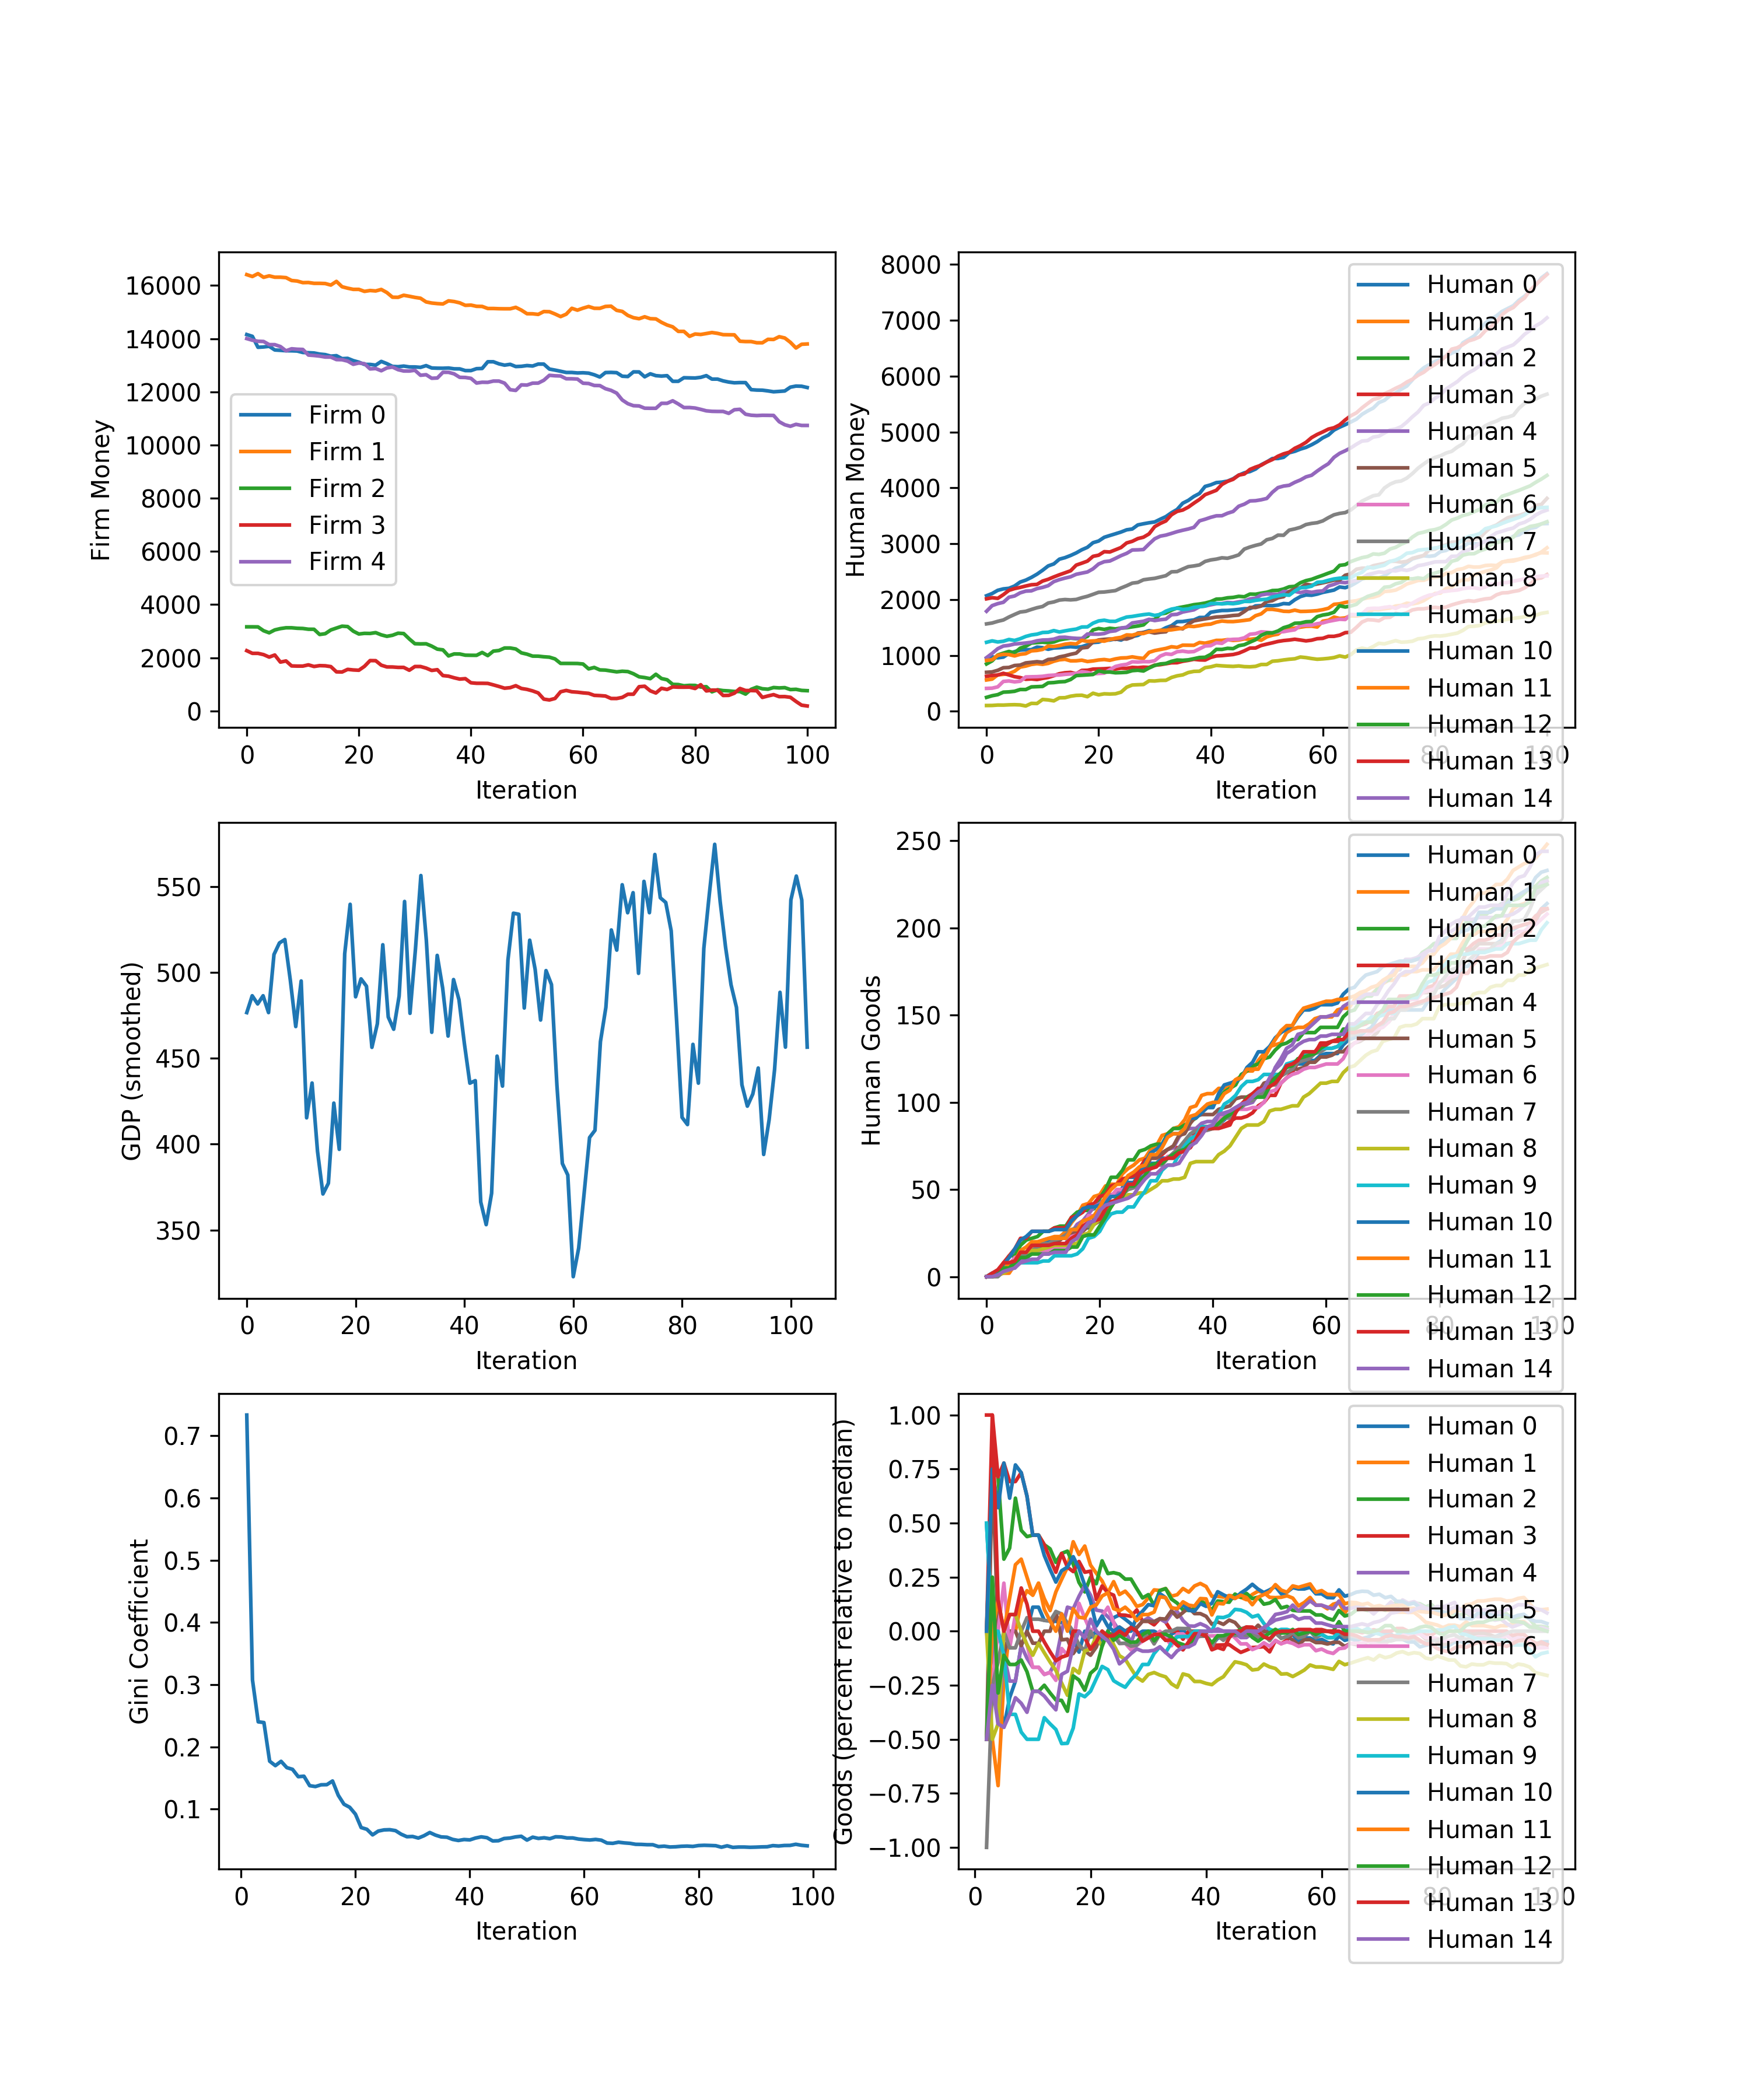 Firm Money
16000
14000
12000
10000
8000
6000
4000
2000
0
Firm 0
Firm 1
Firm 2
Firm 3
Firm 4
0 20 40 60 80 100
Iteration
Human Money
8000
7000
6000
5000
4000
3000
2000
1000
0
Human 0
Human 1
Human 2
Human 3
Human 4
Human 5
Human 6
Human 7
Human 8
Human 9
Human 10
Human 11
Human 12
Human 13
Human 14
0 20 40 60 80 100
Iteration
GDP (smoothed)
550
500
450
400
350
0 20 40 60 80 100
Iteration
Human Goods
250
200
150
100
50
0
Human 0
Human 1
Human 2
Human 3
Human 4
Human 5
Human 6
Human 7
Human 8
Human 9
Human 10
Human 11
Human 12
Human 13
Human 14
0 20 40 60 80 100
Iteration
Gini Coefficient
0.7
0.6
0.5
0.4
0.3
0.2
0.1
0 20 40 60 80 100
Iteration
Goods (percent relative to median)
1.00
0.75
0.50
0.25
0.00
−0.25
−0.50
−0.75
−1.00
Human 0
Human 1
Human 2
Human 3
Human 4
Human 5
Human 6
Human 7
Human 8
Human 9
Human 10
Human 11
Human 12
Human 13
Human 14
0 20 40 60 80 100
Iteration